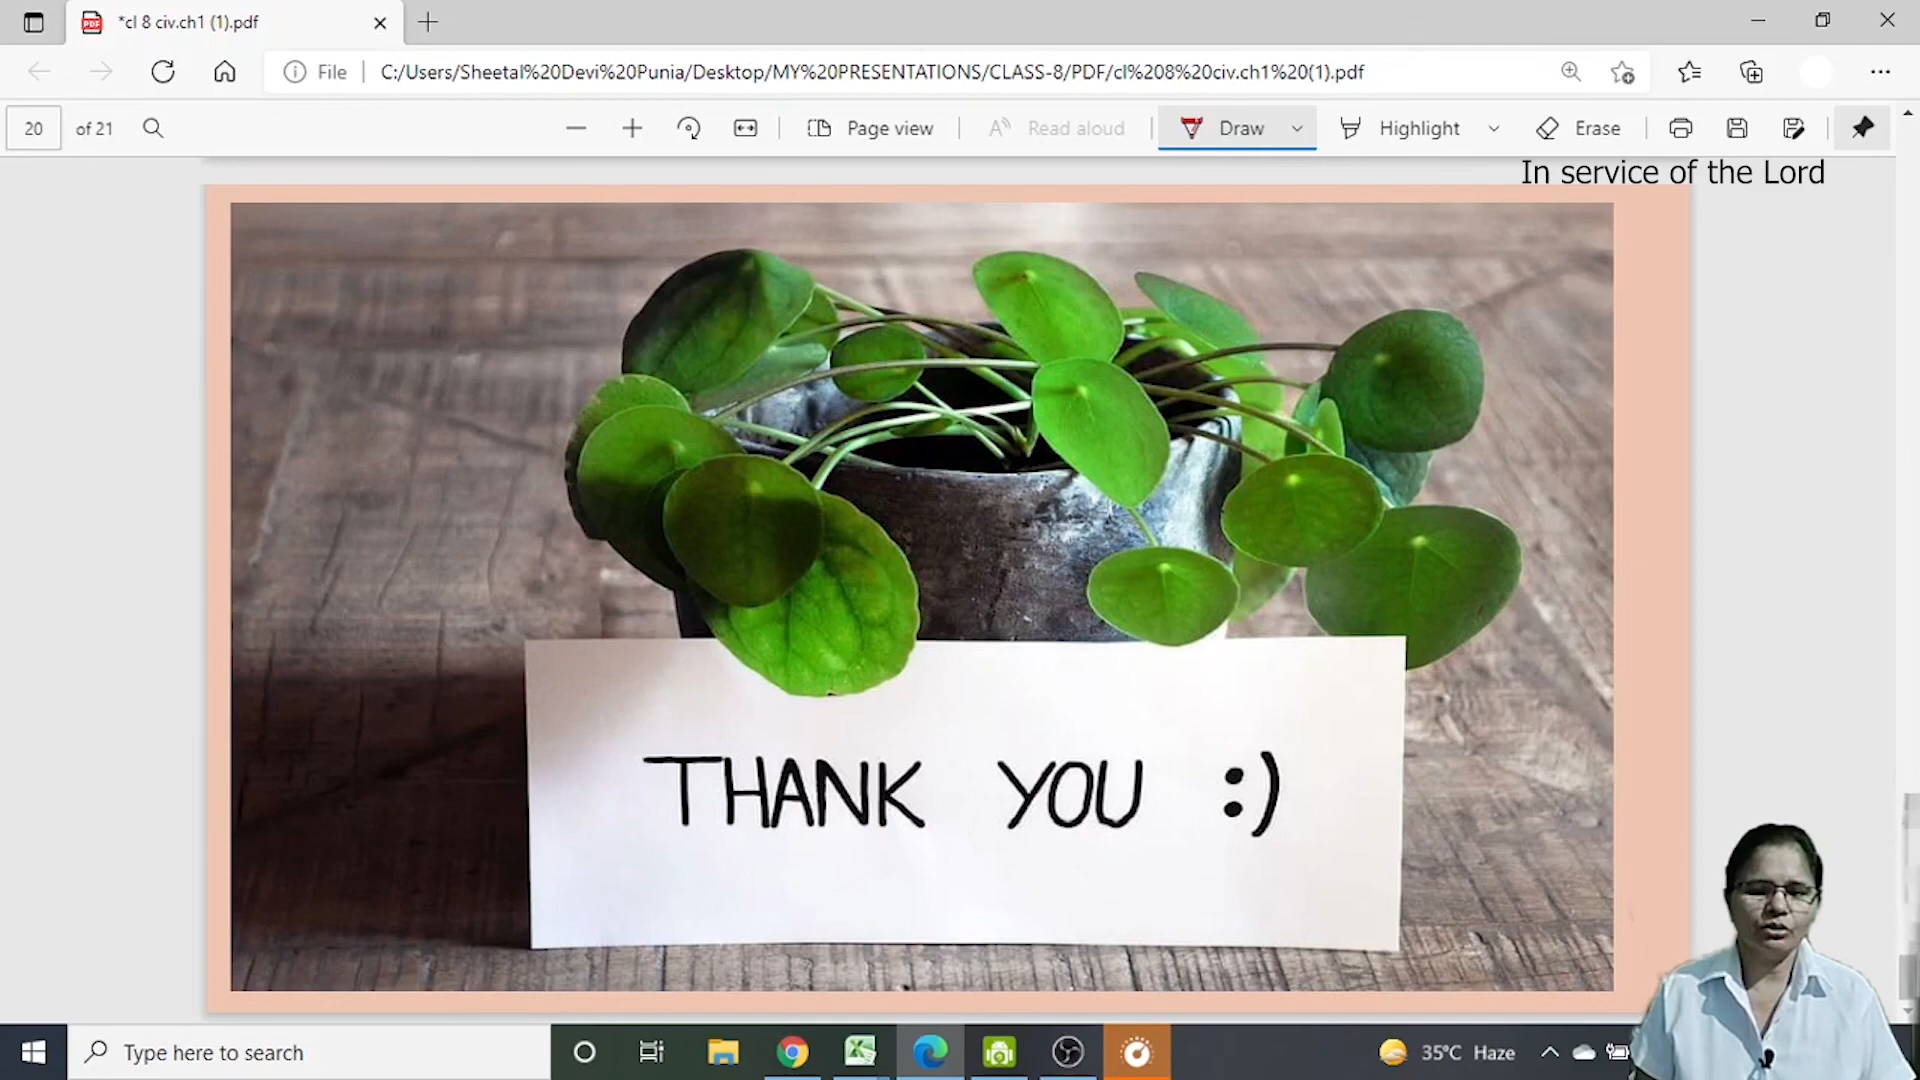 *cl 8 civ.ch1 (1).pdf
File
C:/Users/Sheetal%20Devi%20Punia/Desktop/MY%20PRESENTATIONS/CLASS-8/PDF/cl%208%20civ.ch1%20(1).pdf
20 of 21 Page view Read aloud Draw Highlight Erase
In service of the Lord
THANK YOU :)
Type here to search
35°C Haze